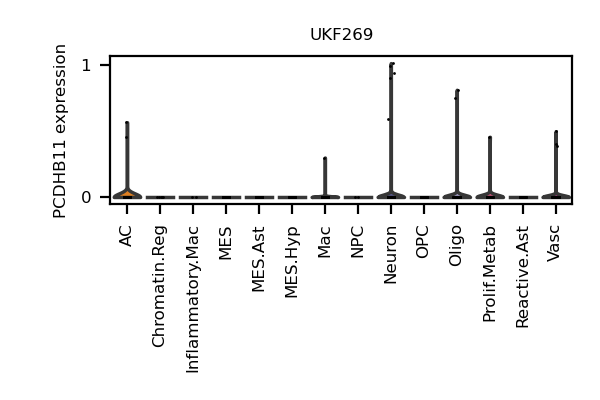 UKF269
PCDHB11 expression
1
0
AC
Chromatin.Reg
Inflammatory.Mac
MES
MES.Ast
MES.Hyp
Mac
NPC
Neuron
OPC
Oligo
Prolif.Metab
Reactive.Ast
Vasc